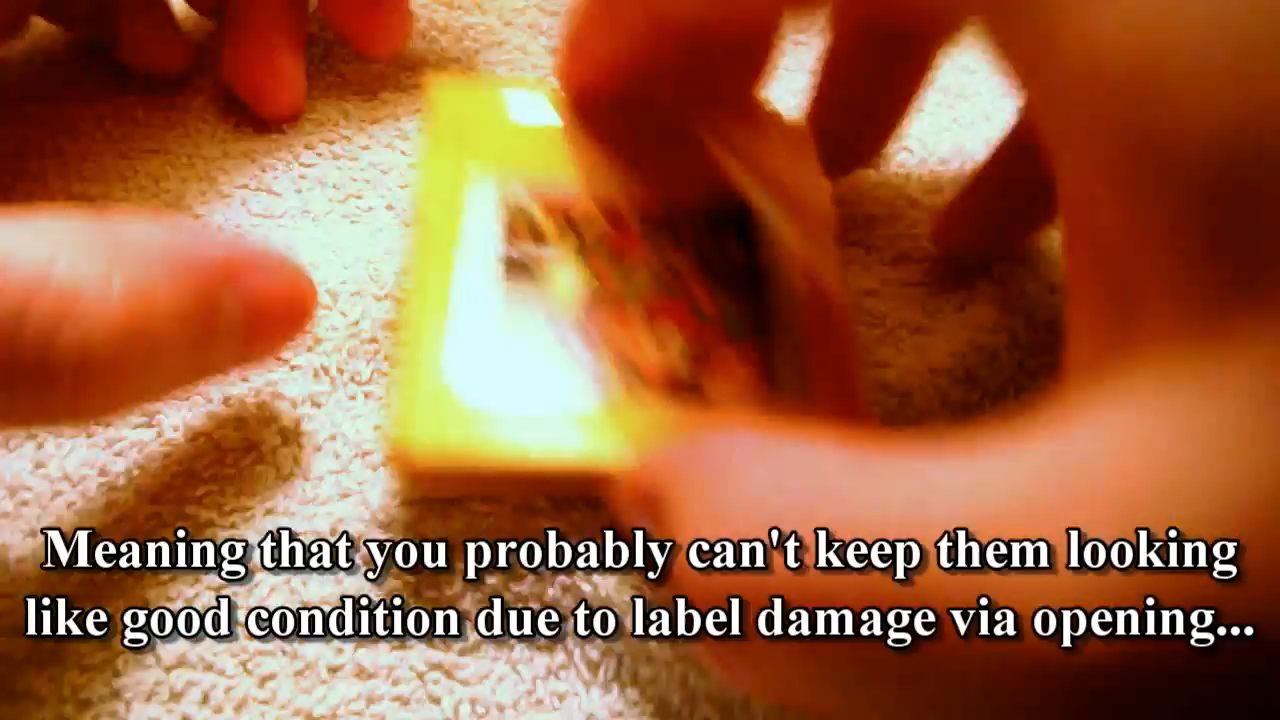 Meaning that you probably can't keep them looking
like good condition due to label damage via opening...